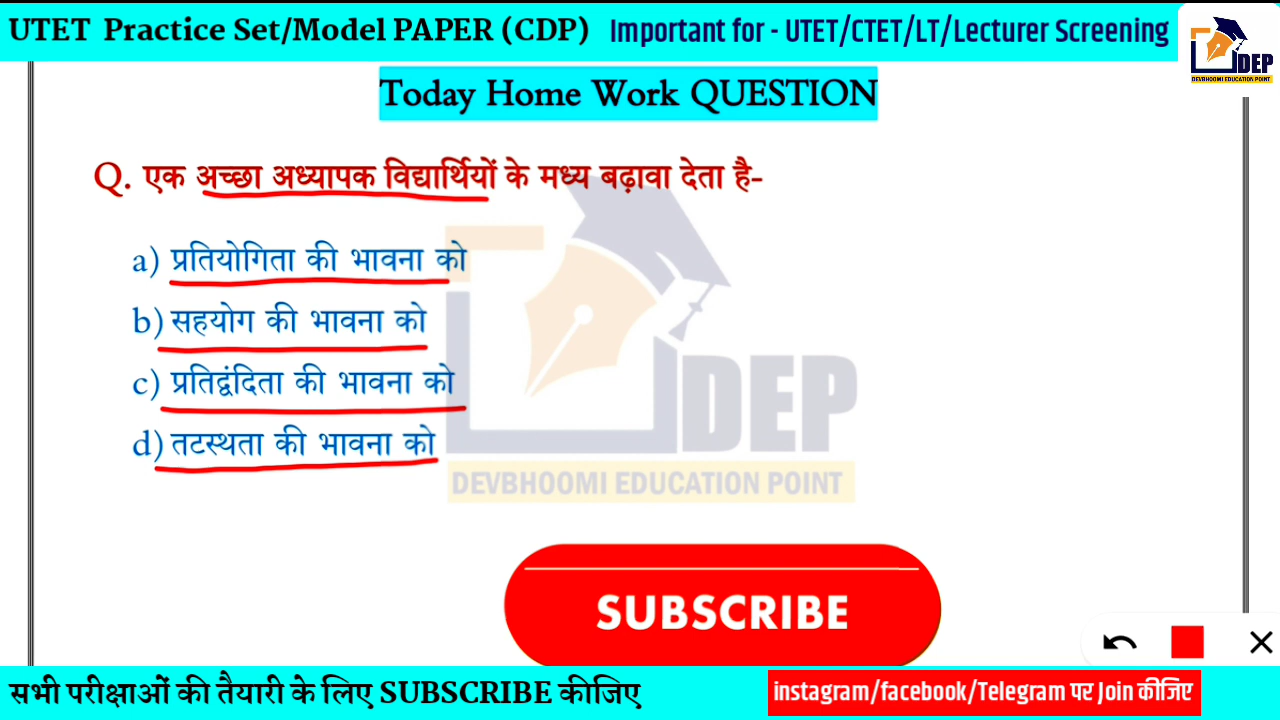 UTET Practice Set/Model PAPER (CDP) Important for - UTET/CTET/LT/Lecturer Screening
DEP
DEVBHOOMI EDUCATION POINT
Today Home Work QUESTION
Q. एक अच्छा अध्यापक विद्यार्थियों के मध्य बढ़ावा देता है-
a) प्रतियोगिता की भावना को
b) सहयोग की भावना को
c) प्रतिद्वंदिता की भावना को
d) तटस्थता की भावना को
DEP
DEVBHOOMI EDUCATION POINT
SUBSCRIBE
सभी परीक्षाओं की तैयारी के लिए SUBSCRIBE कीजिए
instagram/facebook/Telegram पर Join कीजिए